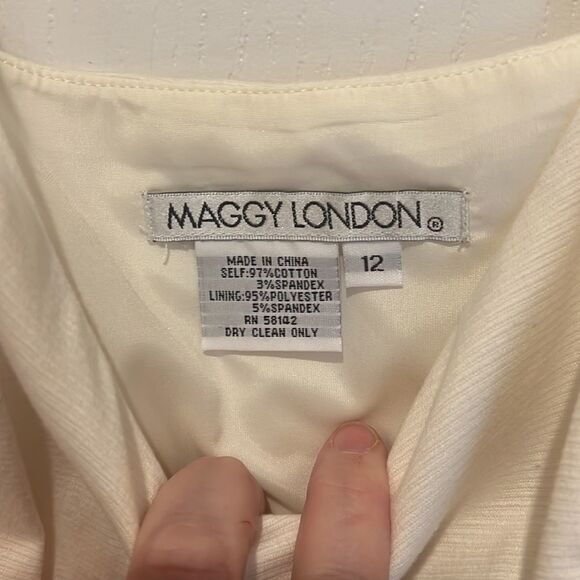 MAGGY LONDON®
12
MADE IN CHINA
SELF:97%COTTON
3%SPANDEX
LINING:95%POLYESTER
5%SPANDEX
RN 58142
DRY CLEAN ONLY